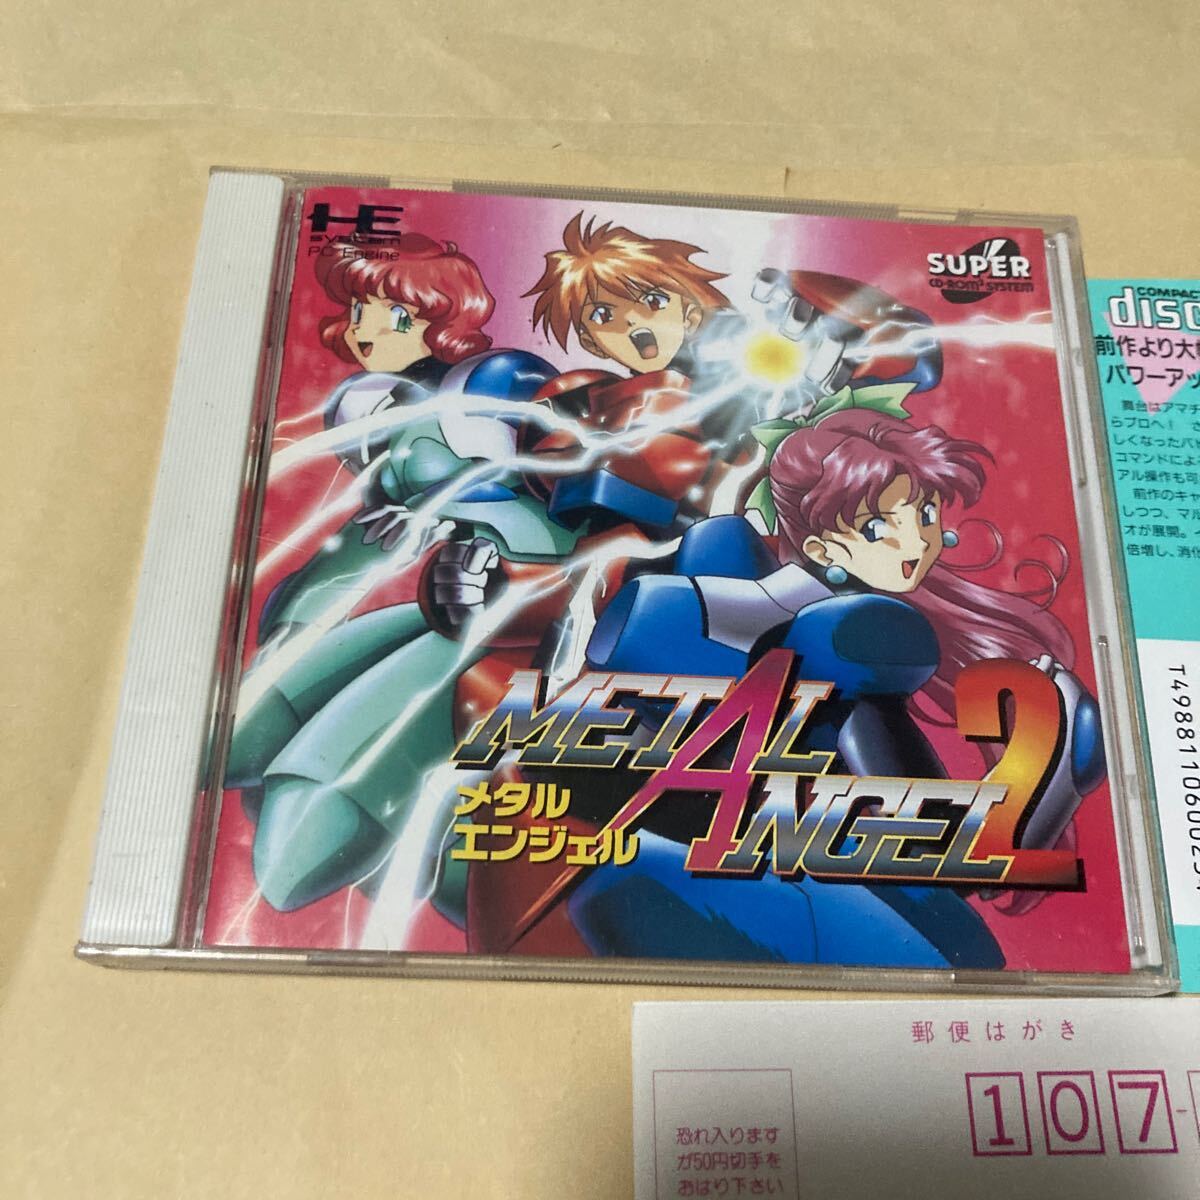 HE
system
PC Engine
SUPER
CD-ROM² SYSTEM
METAL
ANGEL 2
メタル
エンジェル
COMPACT
disc
前作より大
パワーアッ
舞台はアマチ
らプロへ！ さ
しくなったバ
コマンドによ
アル操作も可
前作のキャ
しつつ、マル
オが展開。
倍増し、消
T4988110600
郵便はがき
107-
恐れ入ります
が50円切手を
おはり下さい